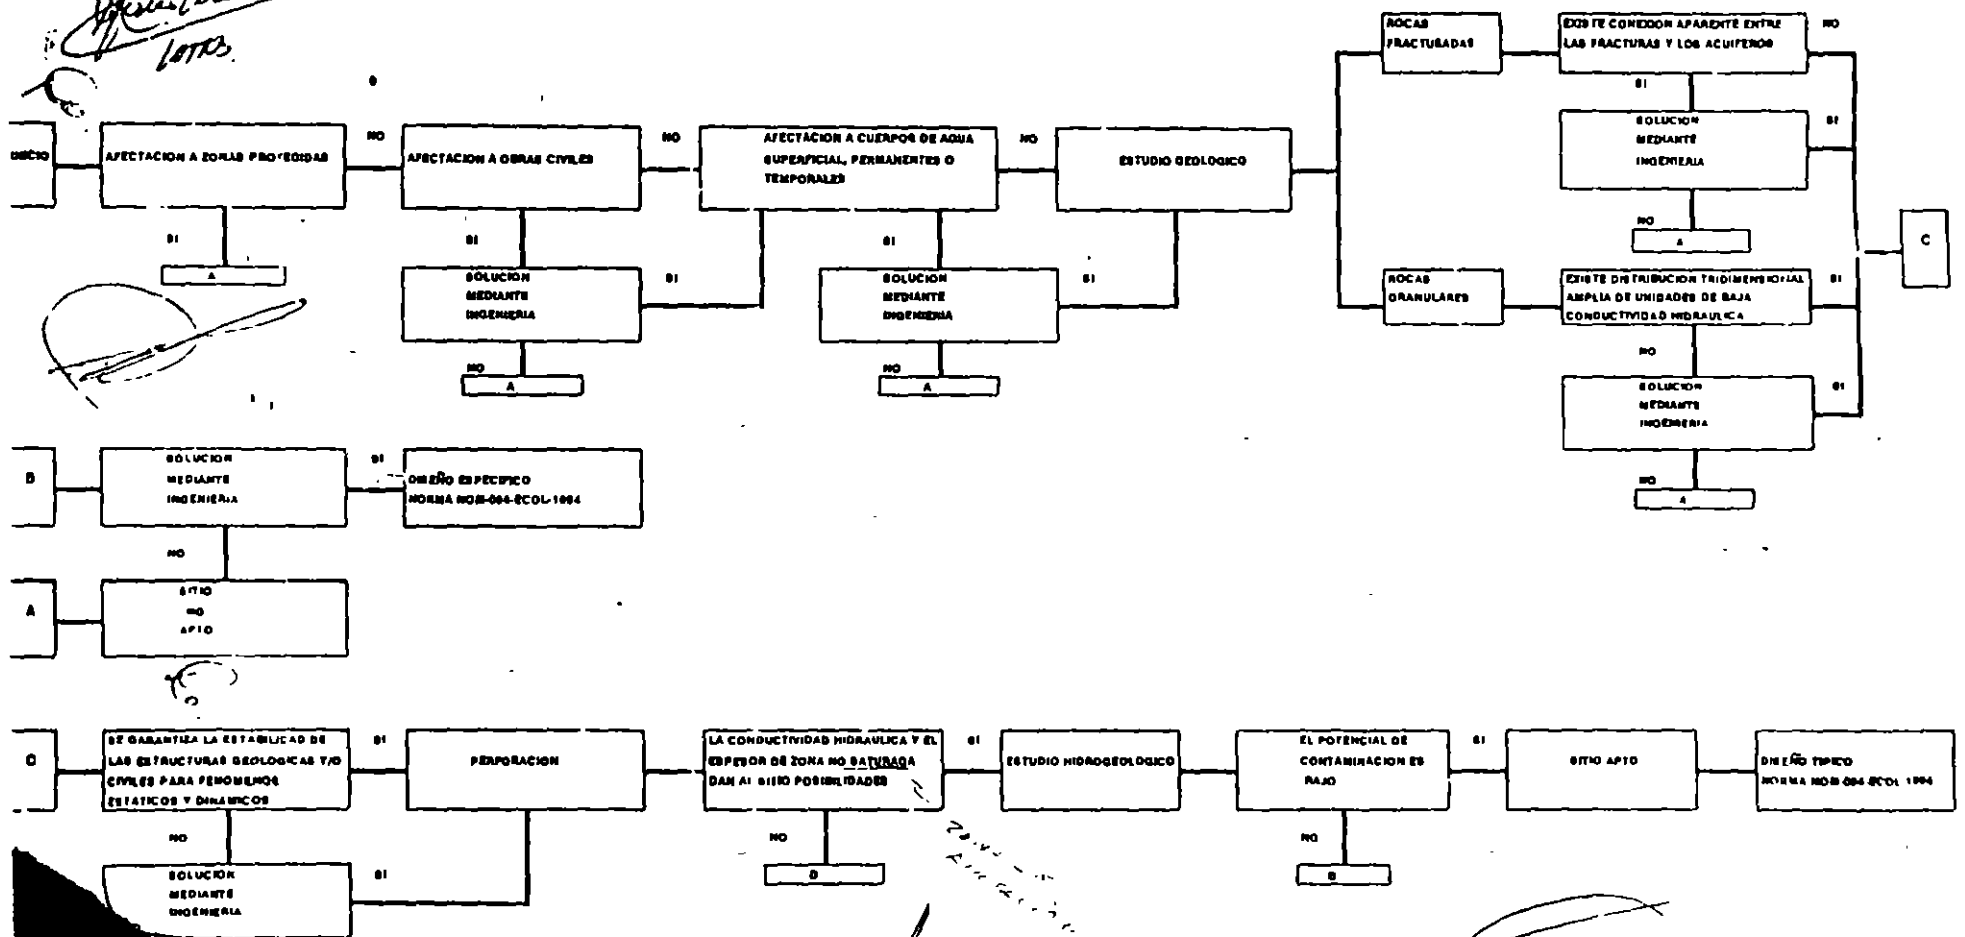 LOTAS.
ROCAS
FRACTURADAS
EXISTE CONEXION APARENTE ENTRE
LAS FRACTURAS Y LOS ACUIFEROS
NO
SI
SOLUCION
MEDIANTE
INGENIERIA
SI
NO
A
INICIO
AFECTACION A ZONAS PROTEGIDAS
NO
AFECTACION A OBRAS CIVILES
NO
AFECTACION A CUERPOS DE AGUA
SUPERFICIAL, PERMANENTES O
TEMPORALES
NO
ESTUDIO GEOLOGICO
SI
A
SI
SOLUCION
MEDIANTE
INGENIERIA
SI
NO
A
SI
SOLUCION
MEDIANTE
INGENIERIA
SI
NO
A
ROCAS
GRANULARES
EXISTE DISTRIBUCION TRIDIMENSIONAL
AMPLIA DE UNIDADES DE BAJA
CONDUCTIVIDAD HIDRAULICA
SI
NO
SOLUCION
MEDIANTE
INGENIERIA
SI
NO
A
C
B
SOLUCION
MEDIANTE
INGENIERIA
SI
DISEÑO ESPECIFICO
NORMA NOM-084-ECOL-1994
NO
A
SITIO
NO
APTO
C
SE GARANTIZA LA ESTABILIDAD DE
LAS ESTRUCTURAS GEOLOGICAS Y/O
CIVILES PARA FENOMENOS
ESTATICOS Y DINAMICOS
SI
PERFORACION
LA CONDUCTIVIDAD HIDRAULICA Y EL
ESPESOR DE ZONA NO SATURADA
DAN AL SITIO POSIBILIDADES
SI
ESTUDIO HIDROGEOLOGICO
EL POTENCIAL DE
CONTAMINACION ES
BAJO
SI
SITIO APTO
DISEÑO TIPICO
NORMA NOM-084-ECOL-1994
NO
SOLUCION
MEDIANTE
INGENIERIA
SI
NO
B
NO
B